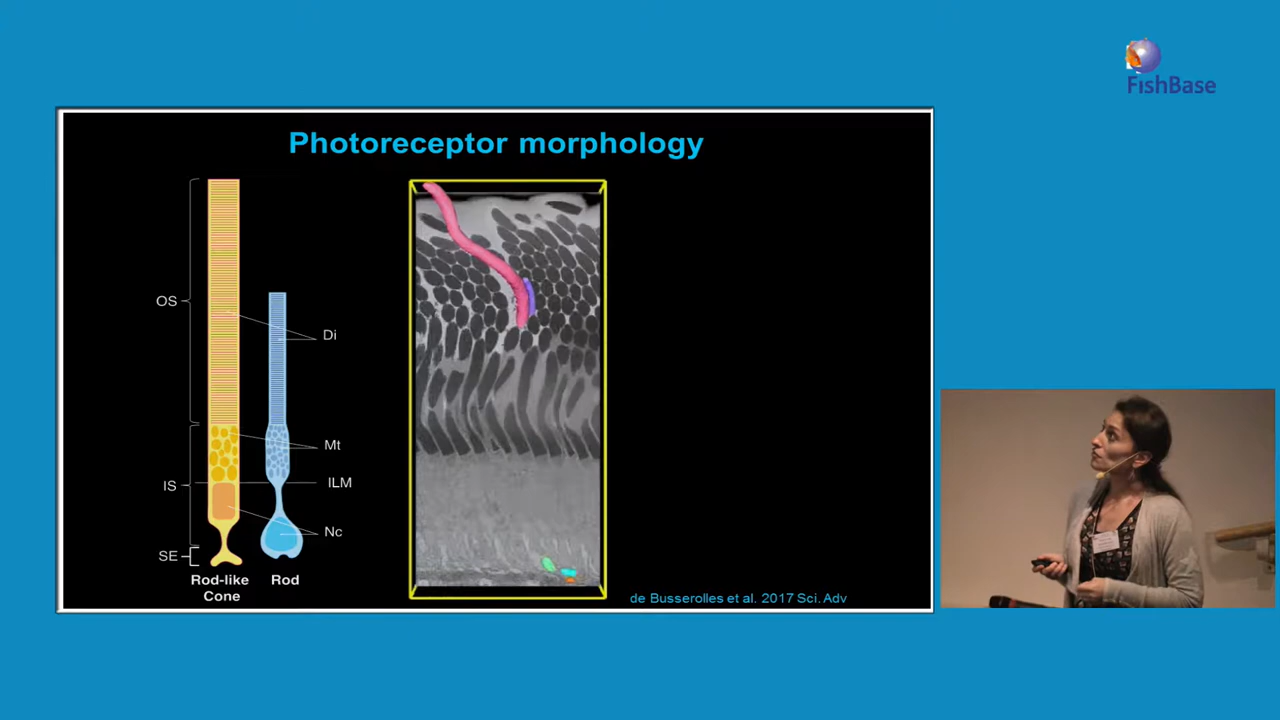 FishBase
Photoreceptor morphology
OS
Di
Mt
IS
ILM
Nc
SE
Rod-like
Cone
Rod
de Busserolles et al. 2017 Sci. Adv